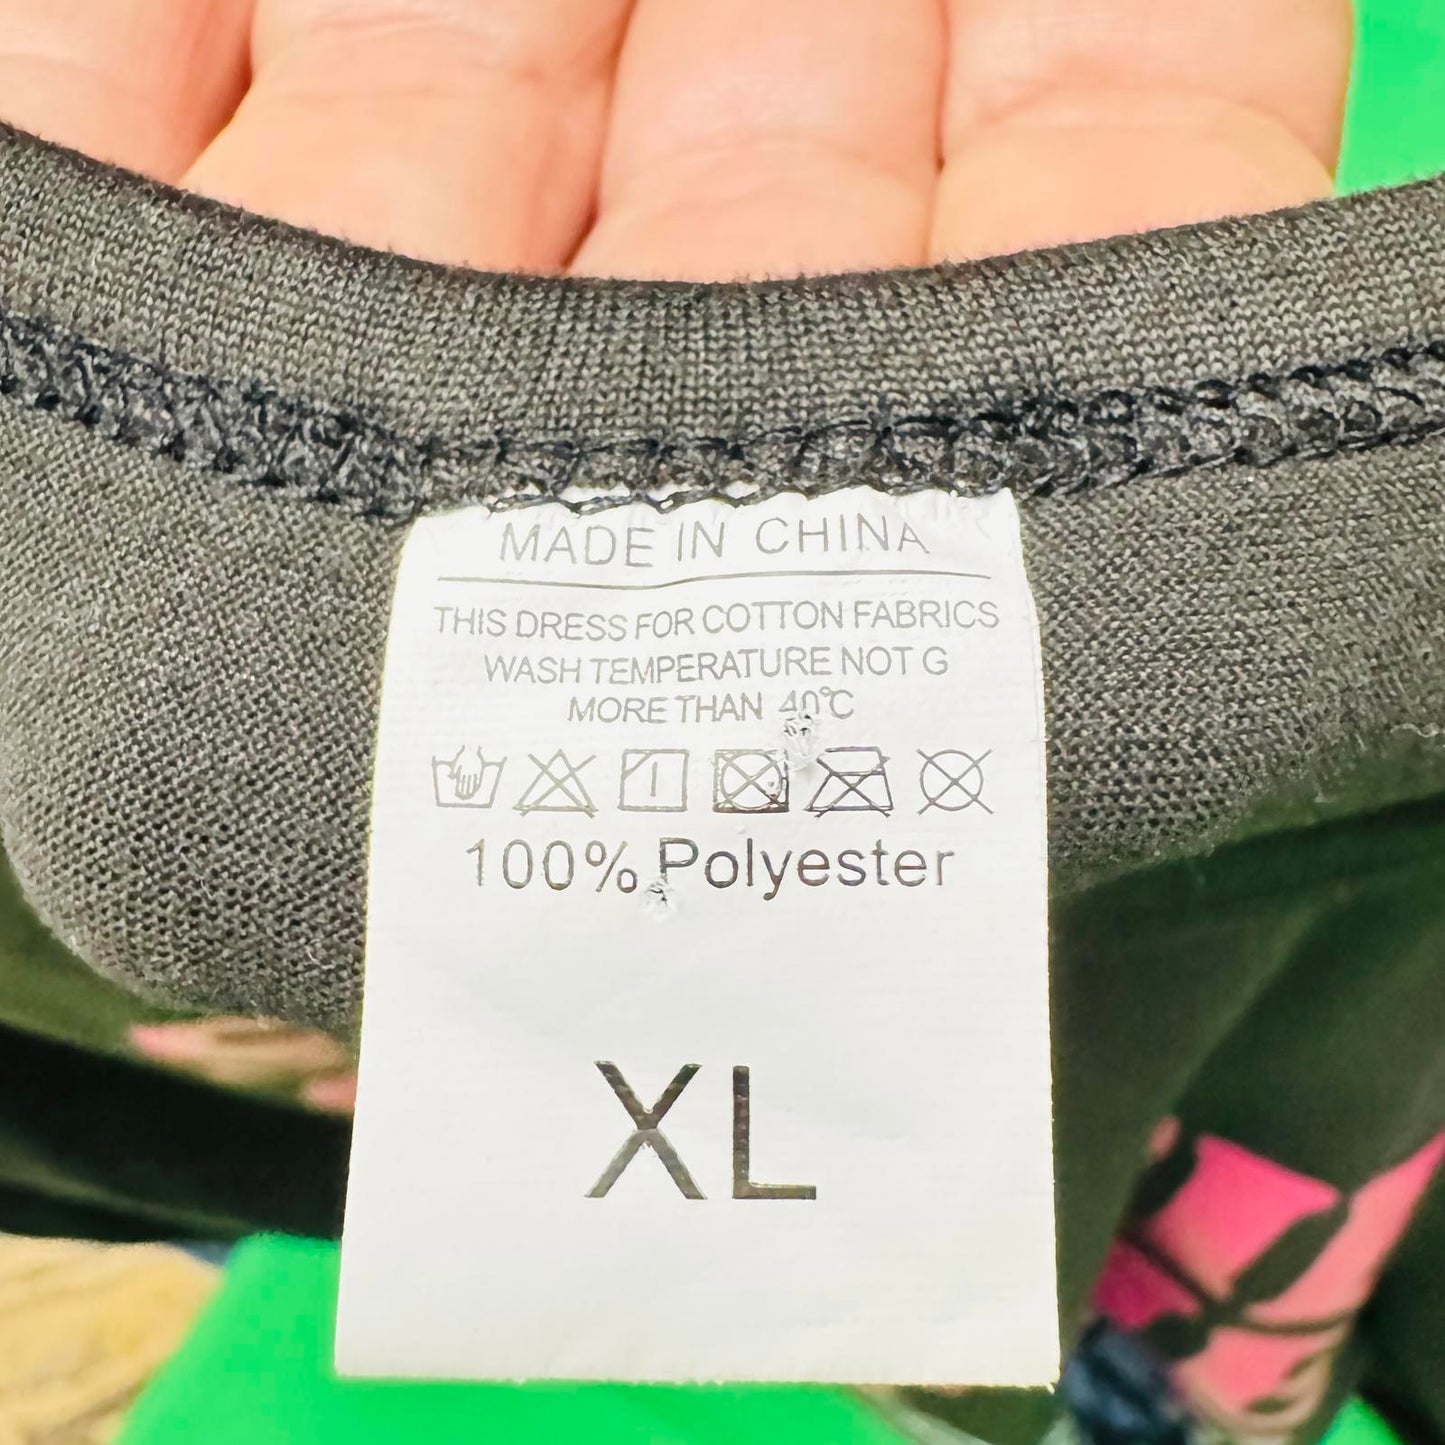 MADE IN CHINA
THIS DRESS FOR COTTON FABRICS
WASH TEMPERATURE NOT G
MORE THAN 40℃
100% Polyester
XL